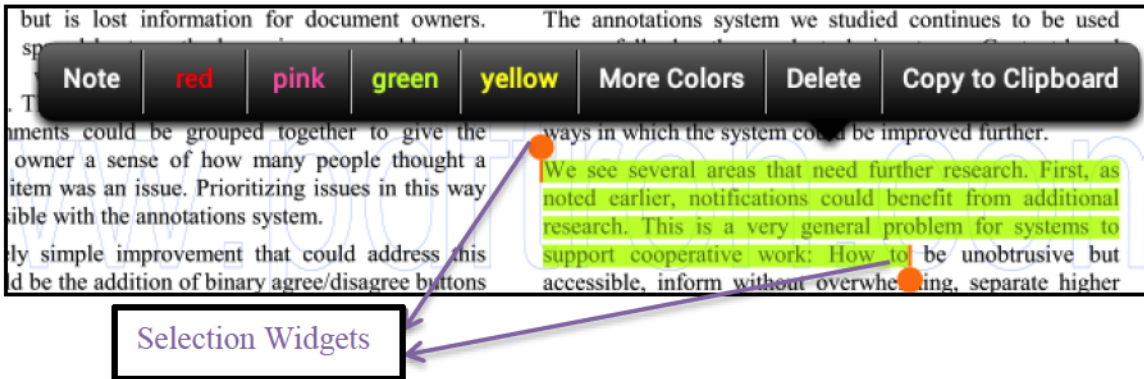 but is lost information for document owners.
Note red pink green yellow More Colors Delete Copy to Clipboard
. T
ments could be grouped together to give the
owner a sense of how many people thought a
item was an issue. Prioritizing issues in this way
sible with the annotations system.
ely simple improvement that could address this
ld be the addition of binary agree/disagree buttons
The annotations system we studied continues to be used
ways in which the system could be improved further.
We see several areas that need further research. First, as
noted earlier, notifications could benefit from additional
research. This is a very general problem for systems to
support cooperative work: How to be unobtrusive but
accessible, inform without overwhelming, separate higher
www.pdftron.com
Selection Widgets